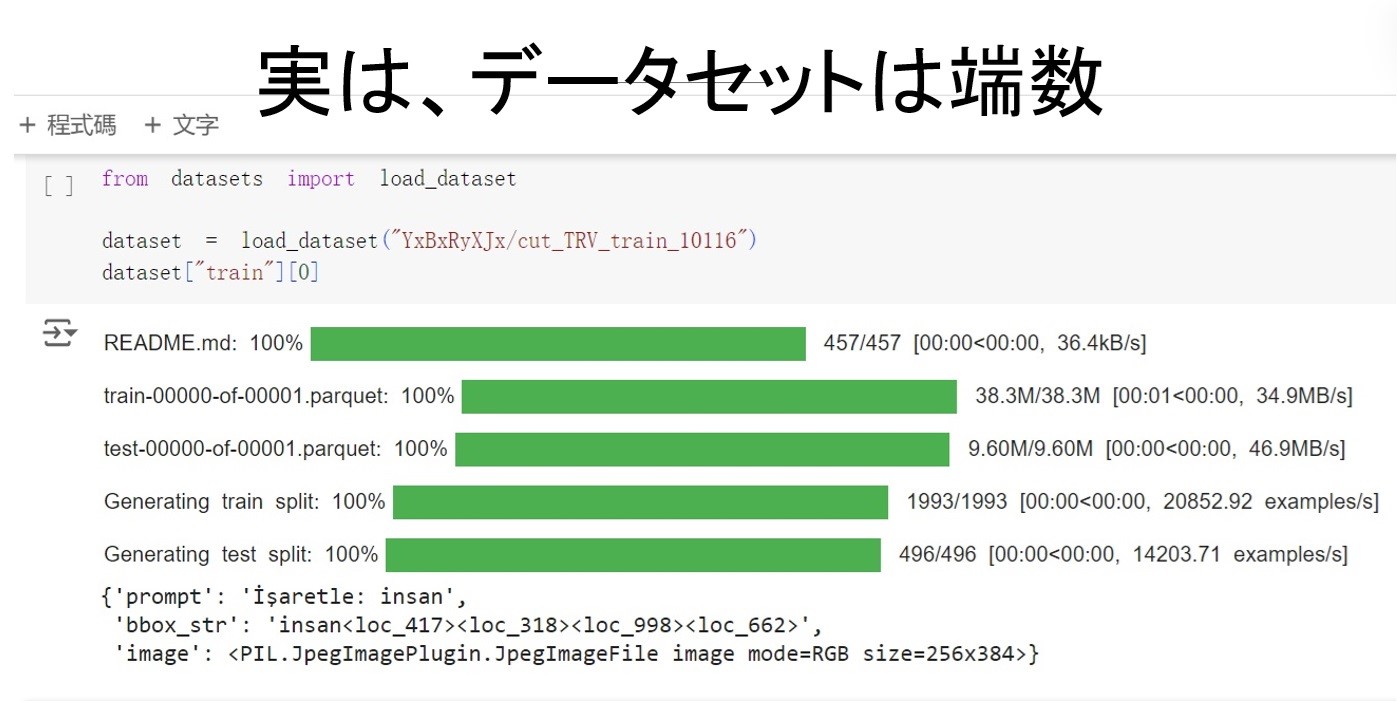 実は、データセットは端数
+ 程式碼 + 文字
[ ] from datasets import load_dataset
dataset = load_dataset("YxBxRyXJx/cut_TRV_train_10116")
dataset["train"][0]
README.md: 100% 457/457 [00:00<00:00, 36.4kB/s]
train-00000-of-00001.parquet: 100% 38.3M/38.3M [00:01<00:00, 34.9MB/s]
test-00000-of-00001.parquet: 100% 9.60M/9.60M [00:00<00:00, 46.9MB/s]
Generating train split: 100% 1993/1993 [00:00<00:00, 20852.92 examples/s]
Generating test split: 100% 496/496 [00:00<00:00, 14203.71 examples/s]
{'prompt': 'İşaretle: insan',
'bbox_str': 'insan<loc_417><loc_318><loc_998><loc_662>',
'image': <PIL.JpegImagePlugin.JpegImageFile image mode=RGB size=256x384>}